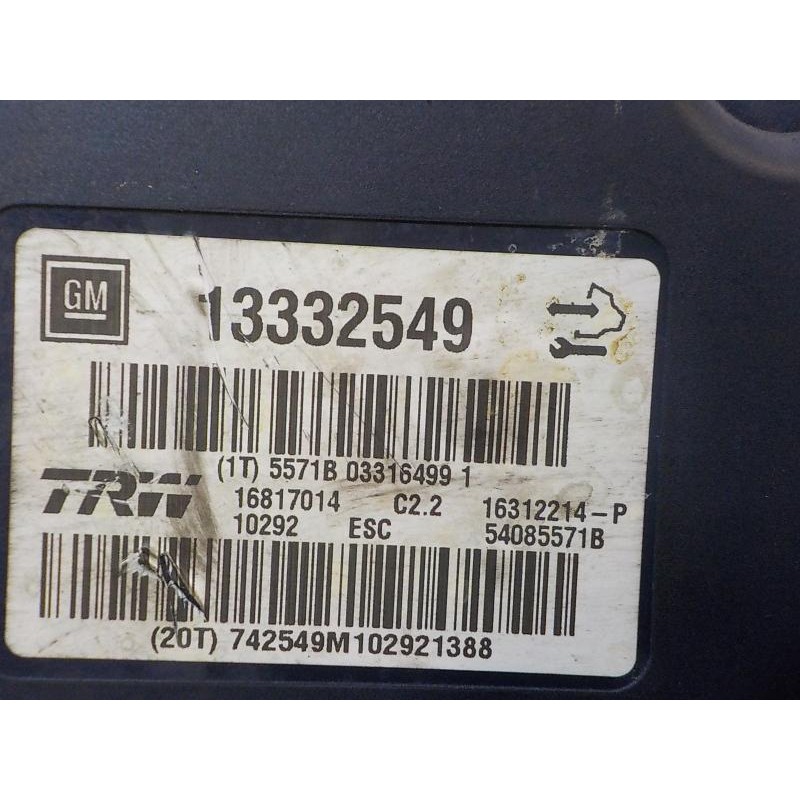 GM 13332549
(1T) 5571B 03316499 1
TRW 16817014 C2.2 16312214-P
10292 ESC 54085571B
(20T) 742549M102921388